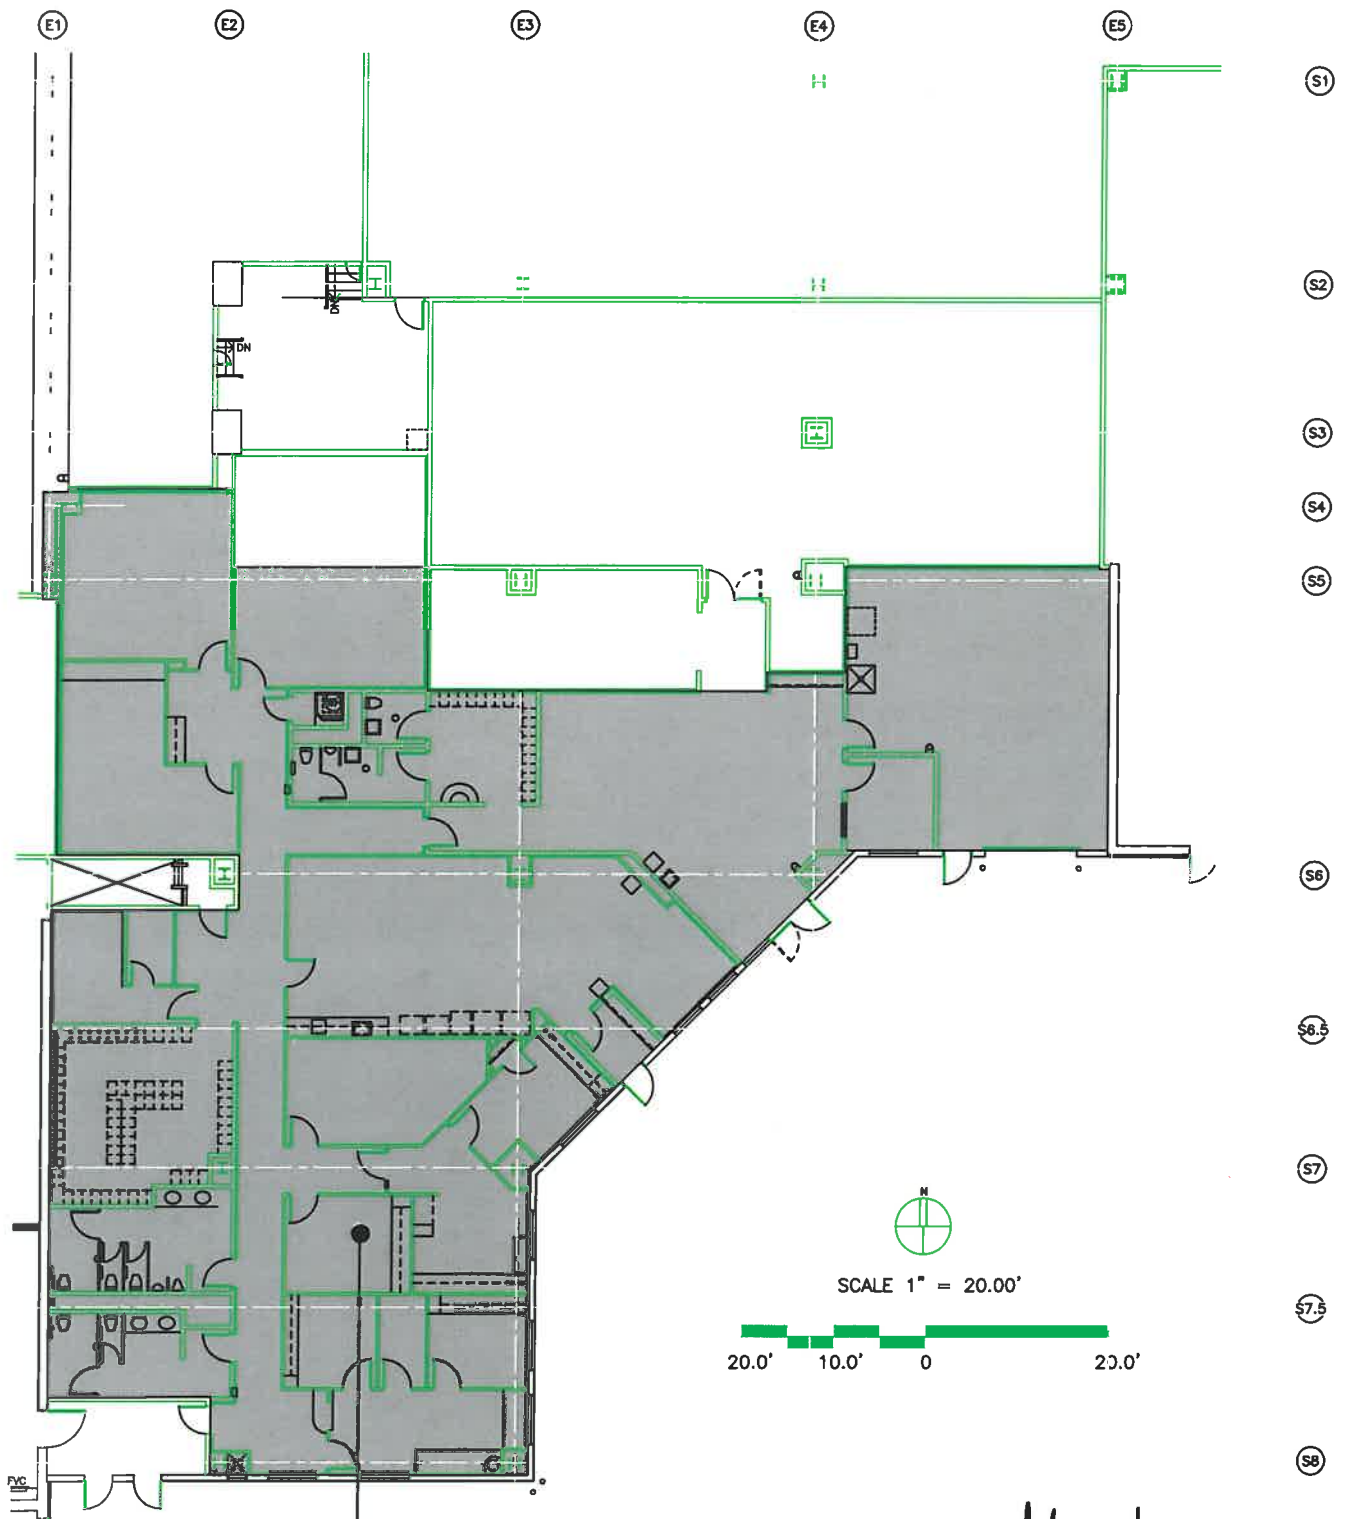 E1 E2 E3 E4 E5
S1
S2
DN
DN
S3
S4
S5
S6
S6.5
S7
N
SCALE 1" = 20.00'
S7.5
20.0' 10.0' 0 20.0'
S8
FVC